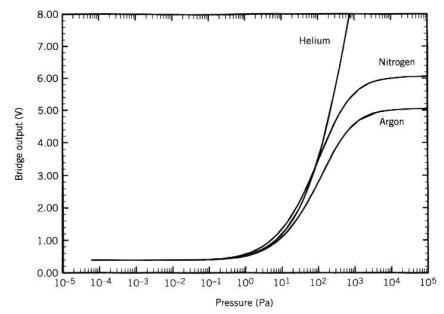 8.00
Helium
7.00
Nitrogen
6.00
5.00
Argon
4.00
3.00
2.00
1.00
0.00
Bridge output (V)
10⁻⁵ 10⁻⁴ 10⁻³ 10⁻² 10⁻¹ 10⁰ 10¹ 10² 10³ 10⁴ 10⁵
Pressure (Pa)